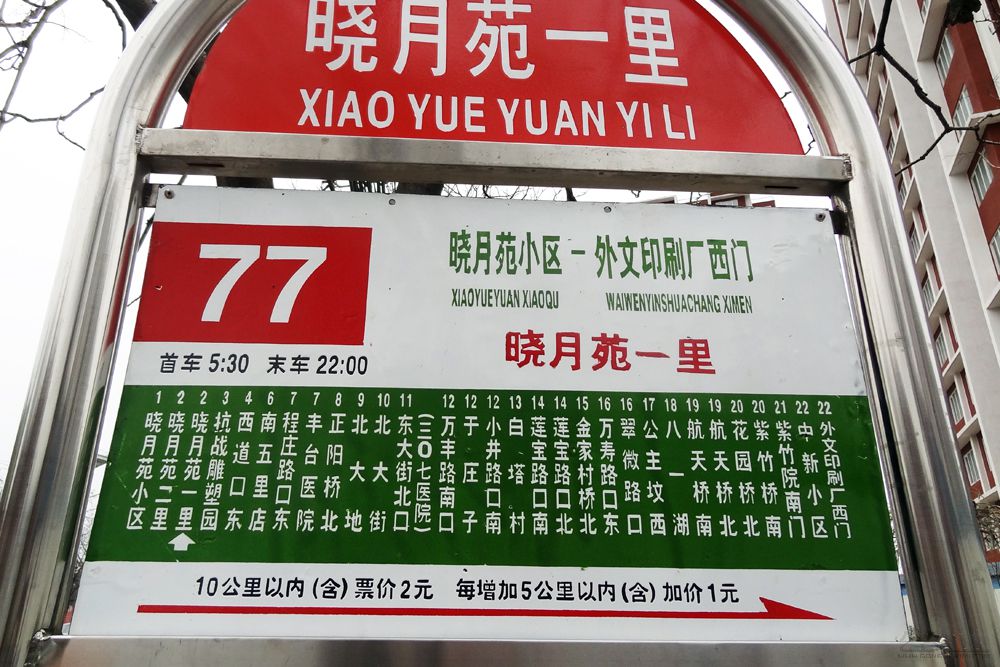 晓月苑一里
XIAO YUE YUAN YI LI
77
首车 5:30 末车 22:00
晓月苑小区 - 外文印刷厂西门
XIAOYUEYUAN XIAOQU WAIWENYINSHUACHANG XIMEN
晓月苑一里
1 晓月苑小区
2 晓月苑二里
2 晓月苑一里
3 抗战雕塑园
4 西道口东
6 南五里店
7 程庄路口东
7 丰台医院
8 正阳桥北
9 北大地
10 北大街
11 东大街北口
(三〇七医院)
12 万丰路南口
12 于庄子
12 小井路南
13 白塔村
14 莲宝路口南
14 莲宝路口北
15 金家村桥北
16 万寿路口东
16 翠微路口
17 公主坟西
18 八一湖
19 航天桥南
19 航天桥北
20 花园桥北
20 紫竹桥南
21 紫竹院南门
22 中新小区
22 外文印刷厂西门
10公里以内(含)票价2元 每增加5公里以内(含)加价1元